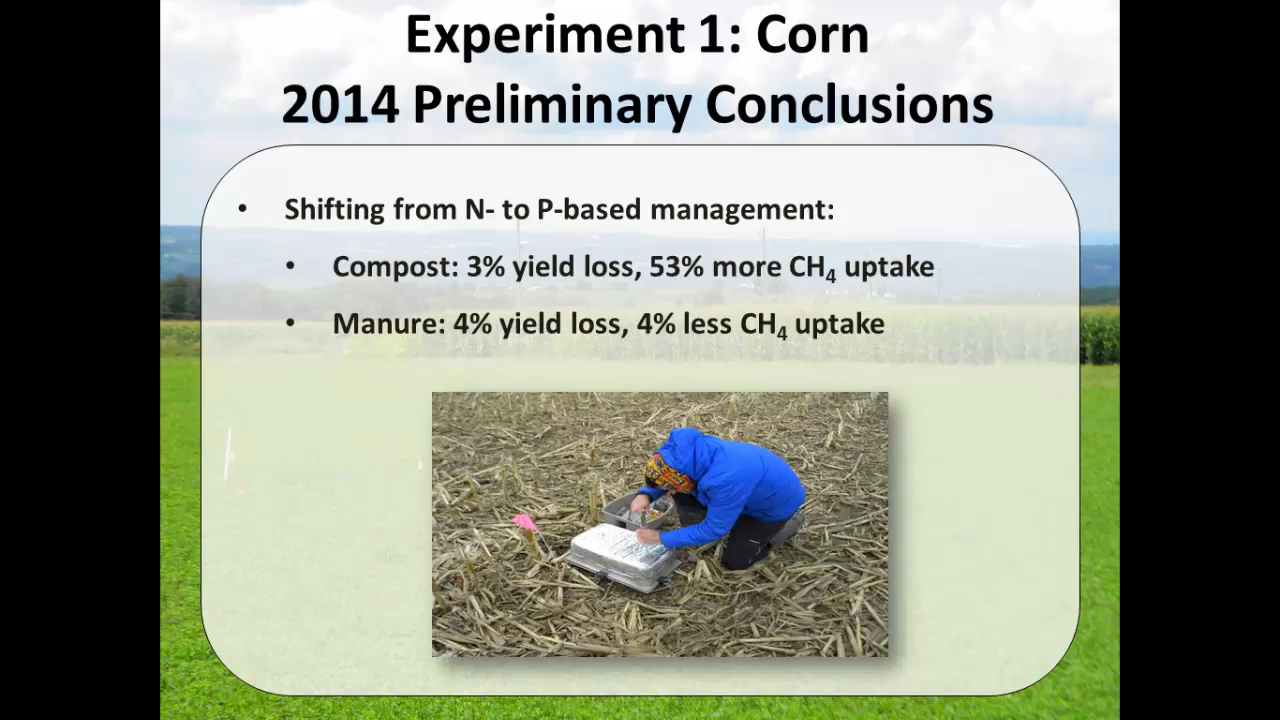 Experiment 1: Corn
2014 Preliminary Conclusions
• Shifting from N- to P-based management:
• Compost: 3% yield loss, 53% more CH₄ uptake
• Manure: 4% yield loss, 4% less CH₄ uptake